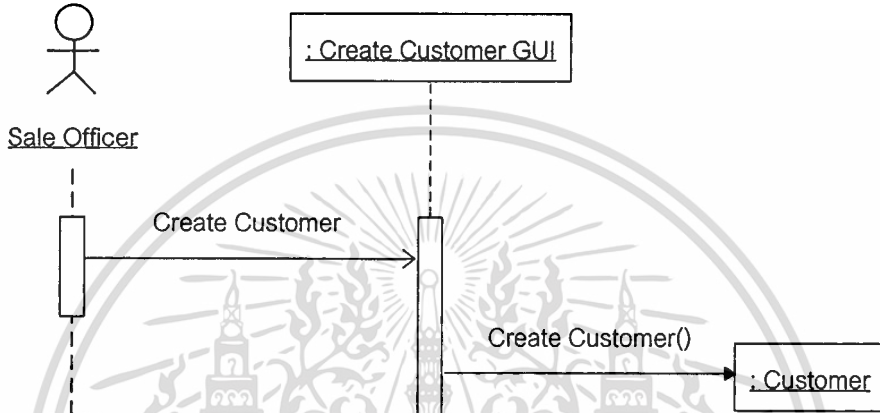 : Create Customer GUI
Sale Officer
Create Customer
Create Customer()
: Customer